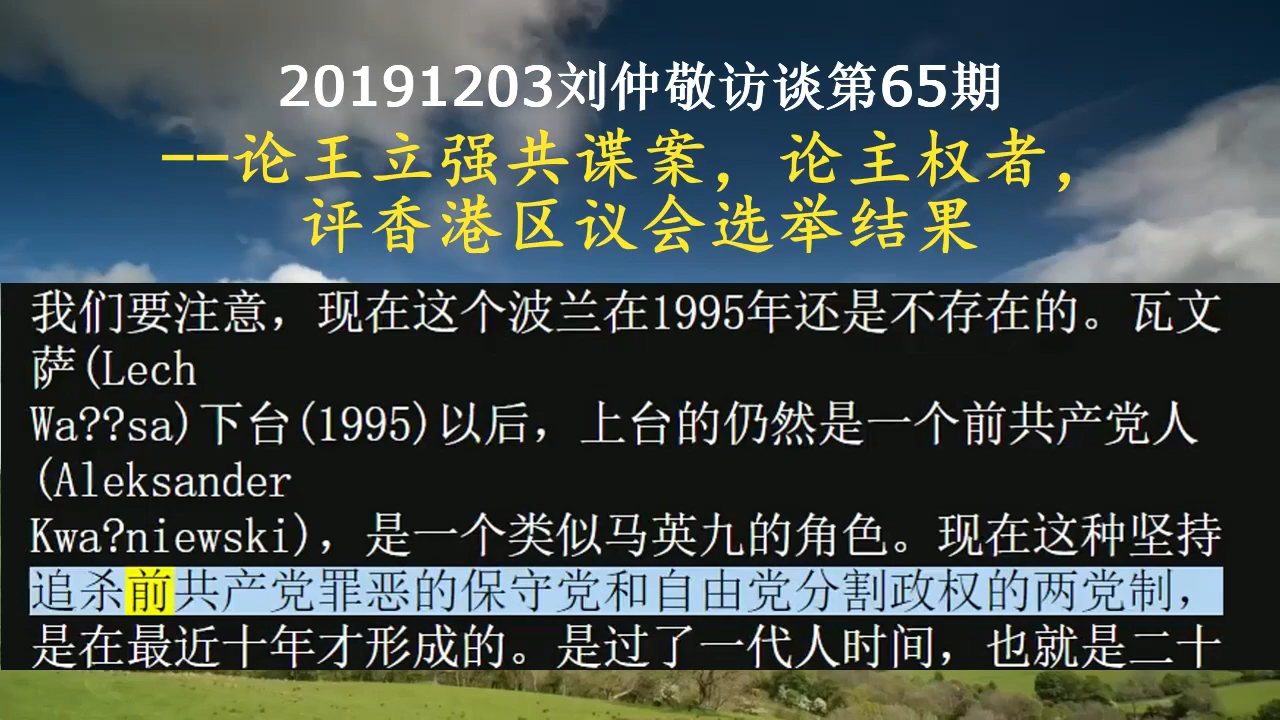 20191203刘仲敬访谈第65期
--论王立强共谍案，论主权者，
评香港区议会选举结果
我们要注意，现在这个波兰在1995年还是不存在的。瓦文
萨(Lech
Wa??sa)下台(1995)以后，上台的仍然是一个前共产党人
(Aleksander
Kwa?niewski)，是一个类似马英九的角色。现在这种坚持
追杀前共产党罪恶的保守党和自由党分割政权的两党制，
是在最近十年才形成的。是过了一代人时间，也就是二十